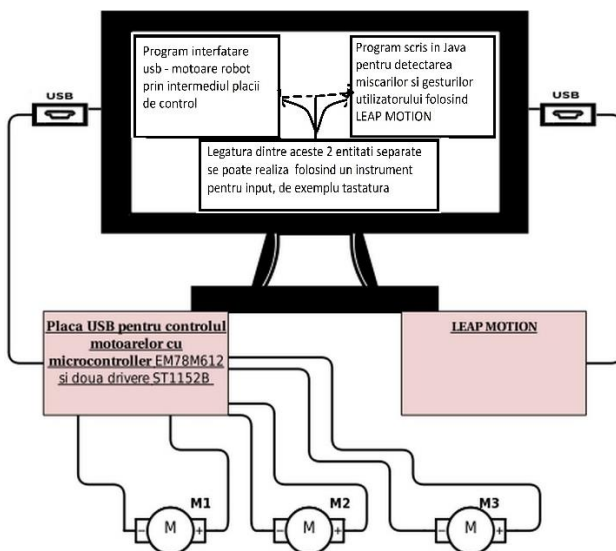 Program interfatare
usb - motoare robot
prin intermediul placii
de control
Program scris in Java
pentru detectarea
miscarilor si gesturilor
utilizatorului folosind
LEAP MOTION
USB
USB
Legatura dintre aceste 2 entitati separate
se poate realiza folosind un instrument
pentru input, de exemplu tastatura
Placa USB pentru controlul
motoarelor cu
microcontroller EM78M612
si doua drivere ST1152B
LEAP MOTION
M1
M2
M3
- M +
- M +
- M +